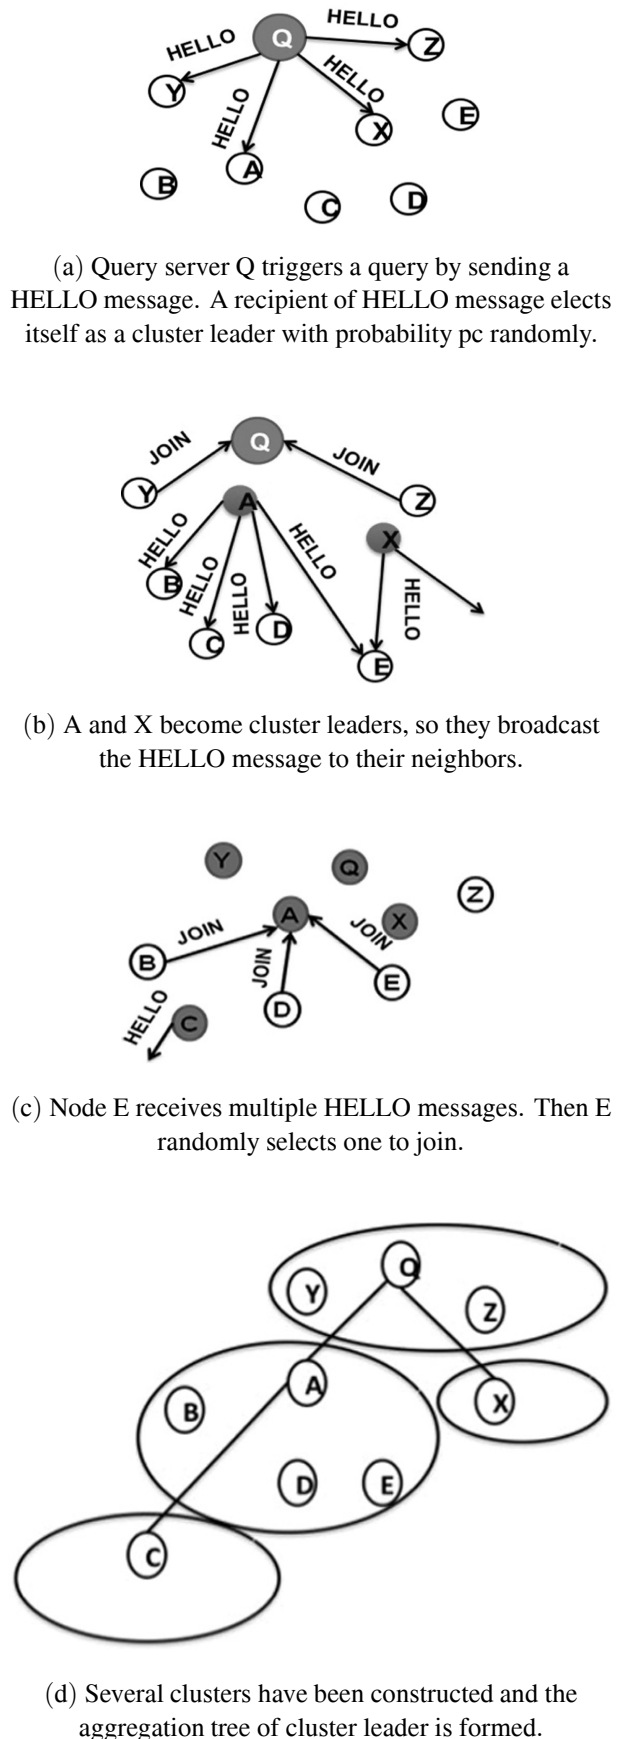 HELLO
Q
HELLO
Z
HELLO
Y
HELLO
X
E
A
B
C
D
(a) Query server Q triggers a query by sending a
HELLO message. A recipient of HELLO message elects
itself as a cluster leader with probability pc randomly.
JOIN
Q
JOIN
Y
A
Z
HELLO
HELLO
X
B
HELLO
HELLO
HELLO
C
D
E
(b) A and X become cluster leaders, so they broadcast
the HELLO message to their neighbors.
Y
Q
Z
A
X
JOIN
JOIN
B
JOIN
E
HELLO
C
D
(c) Node E receives multiple HELLO messages. Then E
randomly selects one to join.
Q
Y
Z
A
X
B
D
E
C
(d) Several clusters have been constructed and the
aggregation tree of cluster leader is formed.